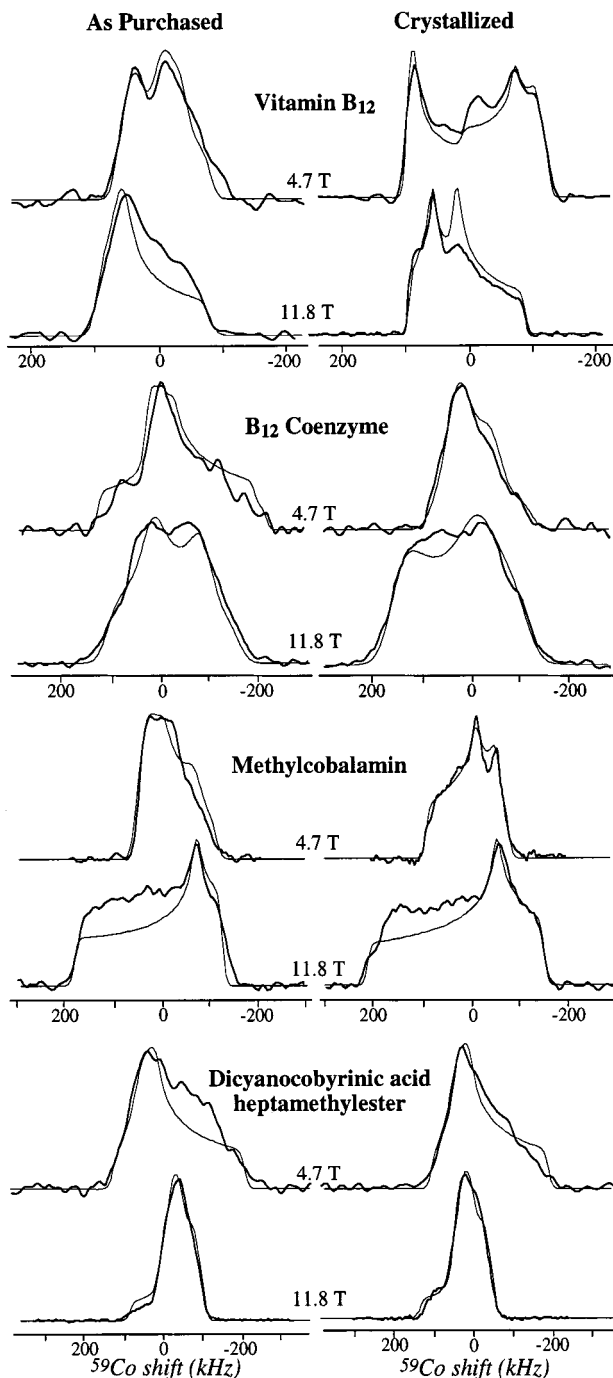 As Purchased Crystallized
Vitamin B12
4.7 T
11.8 T
200 0 -200 200 0 -200
B12 Coenzyme
4.7 T
11.8 T
200 0 -200 200 0 -200
Methylcobalamin
4.7 T
11.8 T
200 0 -200 200 0 -200
Dicyanocobyrinic acid
heptamethylester
4.7 T
11.8 T
200 0 -200 200 0 -200
⁵⁹Co shift (kHz) ⁵⁹Co shift (kHz)